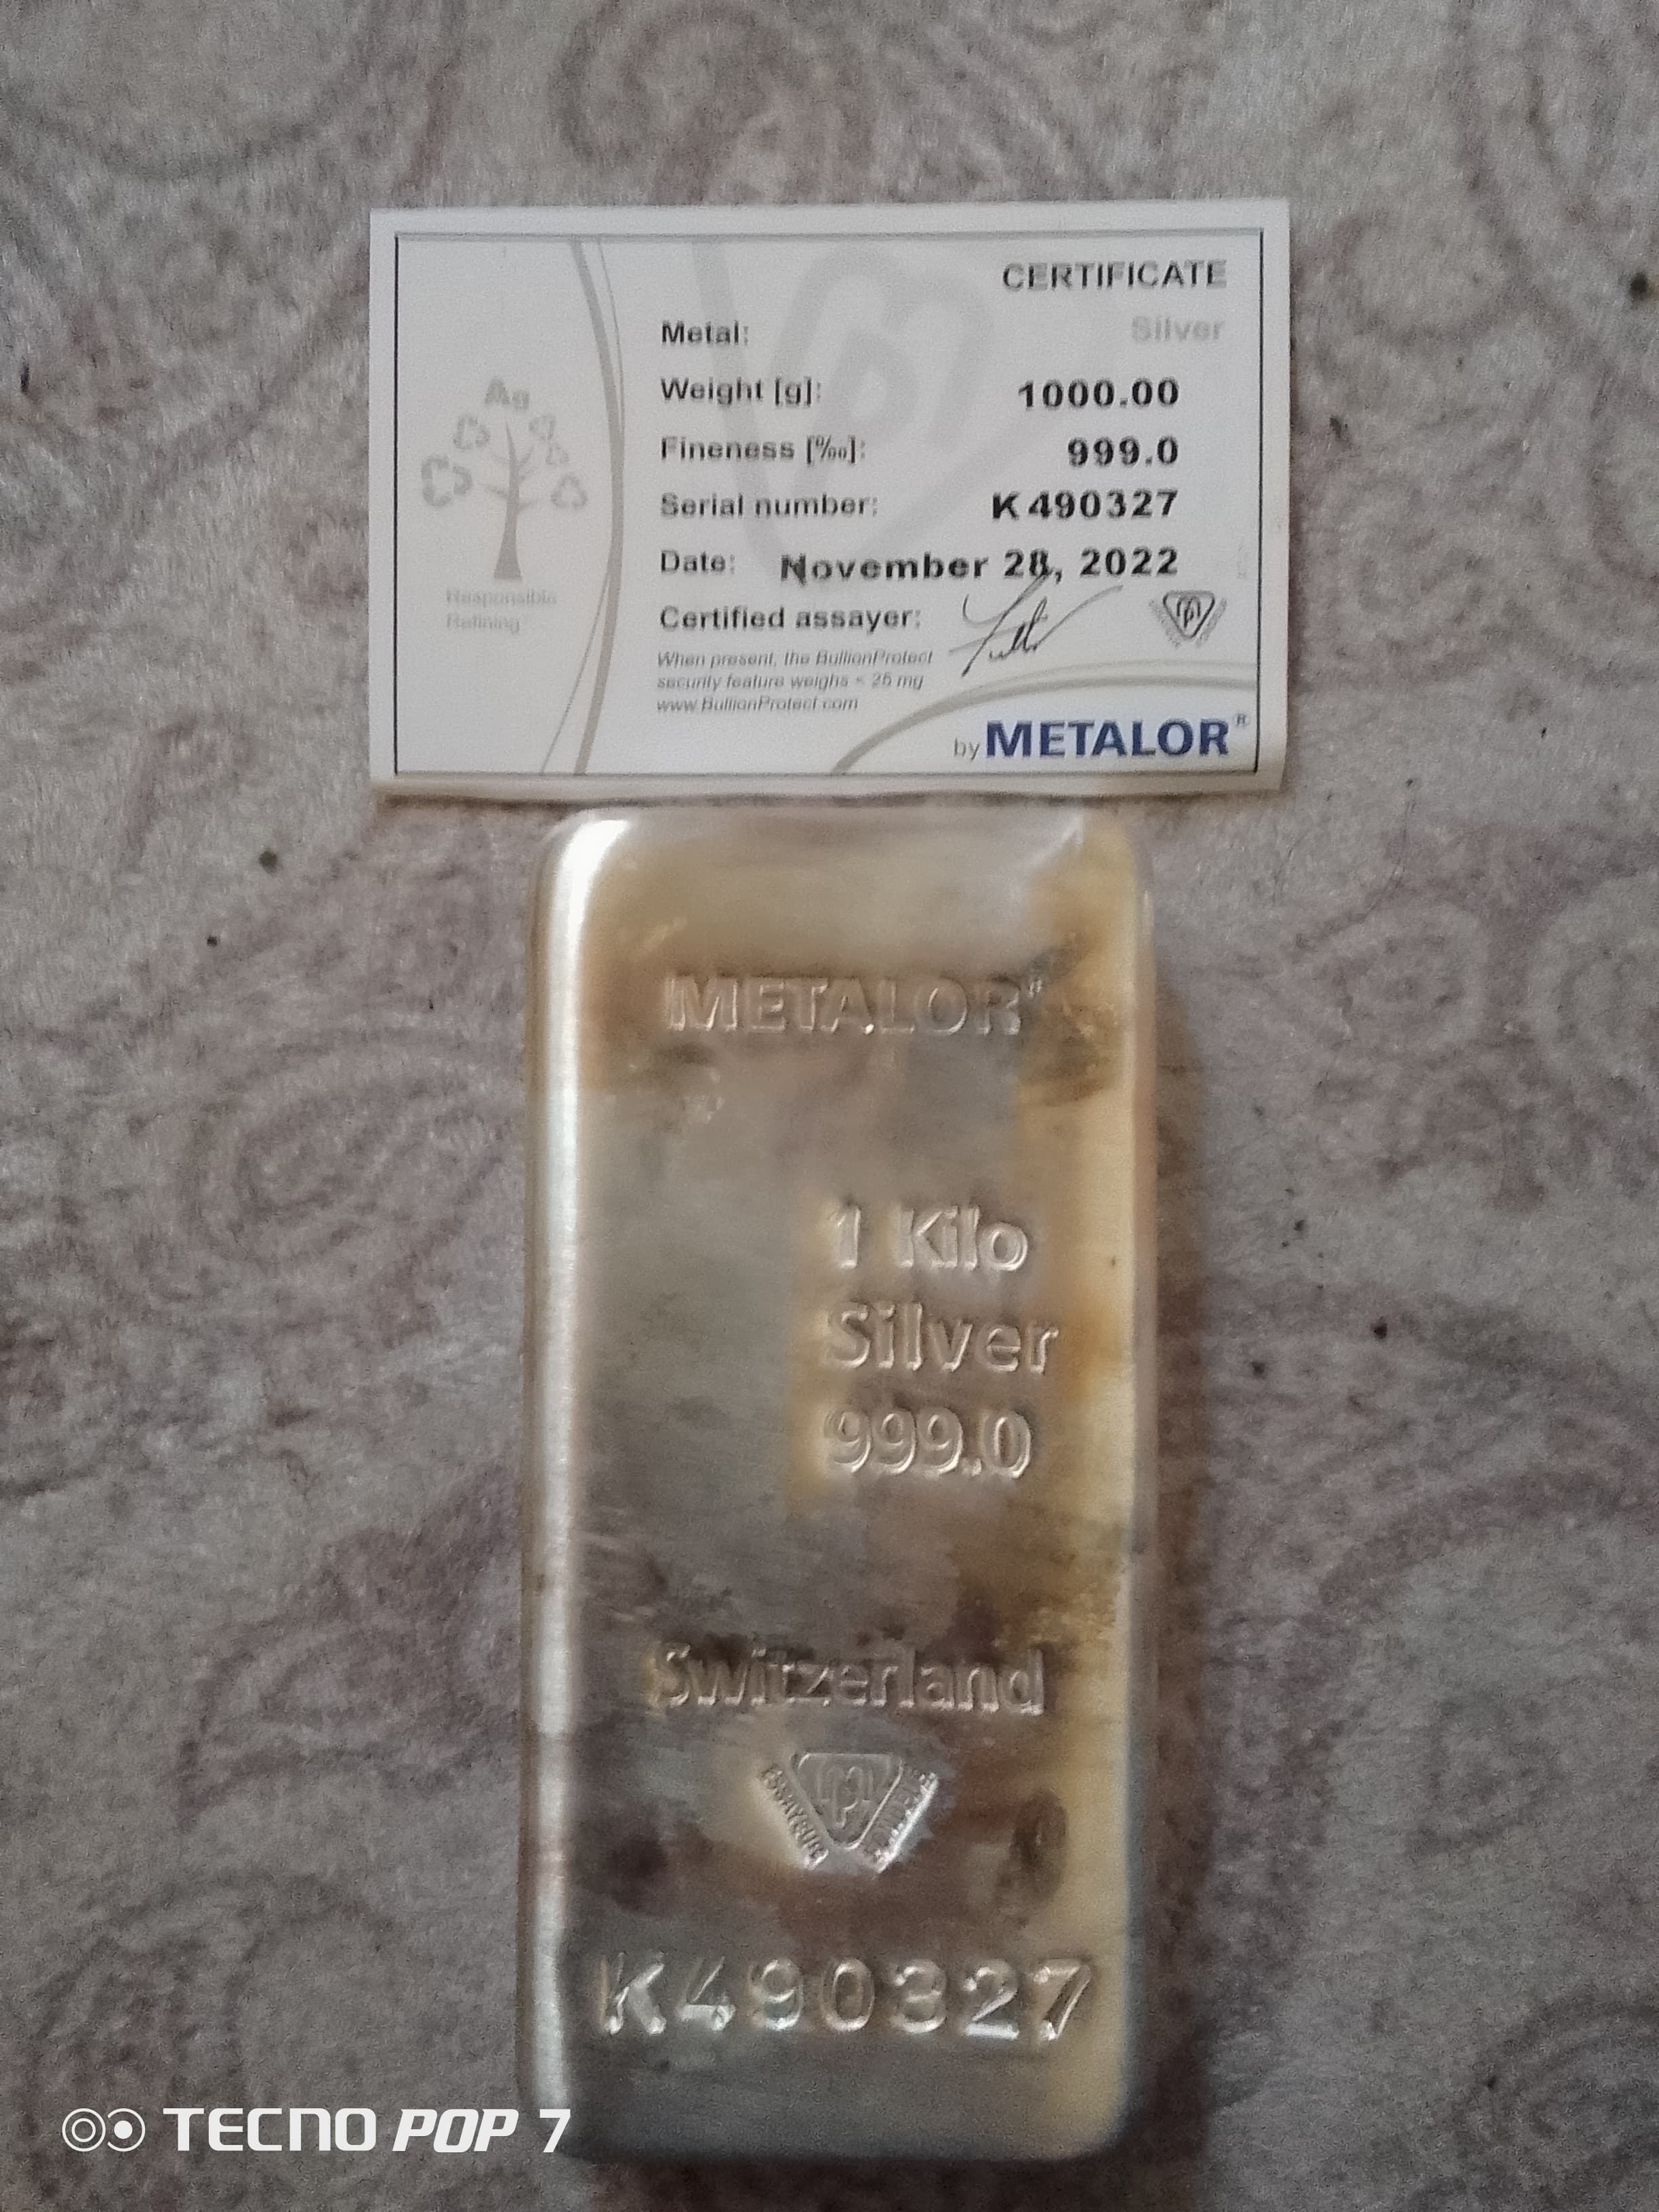 CERTIFICATE
Metal: Silver
Weight [g]: 1000.00
Fineness [‰]: 999.0
Serial number: K490327
Date: November 28, 2022
Certified assayer:
When present, the BullionProtect
security feature weighs < 25 mg
www.BullionProtect.com
by METALOR®
Ag
Responsible
Refining
METALOR®
1 Kilo
Silver
999.0
Switzerland
ESSAYEUR
FONDEUR
K490327
TECNO POP 7